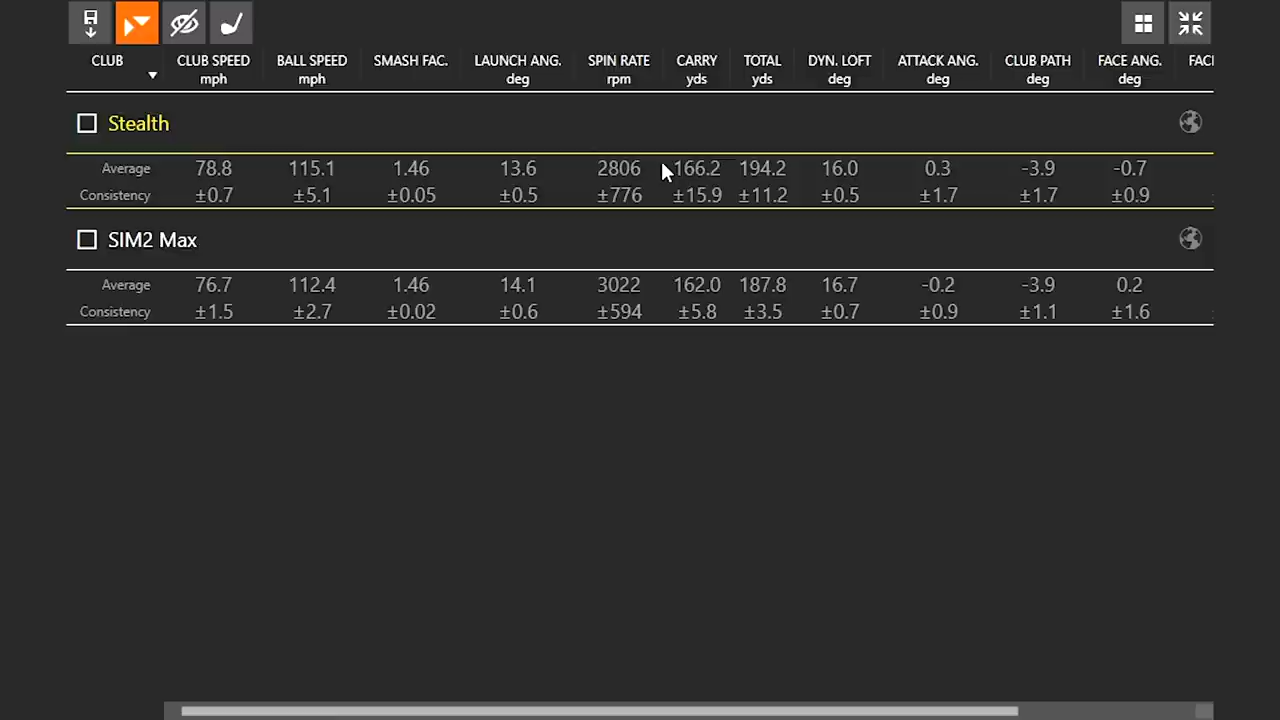 CLUB CLUB SPEED BALL SPEED SMASH FAC. LAUNCH ANG. SPIN RATE CARRY TOTAL DYN. LOFT ATTACK ANG. CLUB PATH FACE ANG.
mph mph deg rpm yds yds deg deg deg deg
Stealth
Average 78.8 115.1 1.46 13.6 2806 166.2 194.2 16.0 0.3 -3.9 -0.7
Consistency ±0.7 ±5.1 ±0.05 ±0.5 ±776 ±15.9 ±11.2 ±0.5 ±1.7 ±1.7 ±0.9
SIM2 Max
Average 76.7 112.4 1.46 14.1 3022 162.0 187.8 16.7 -0.2 -3.9 0.2
Consistency ±1.5 ±2.7 ±0.02 ±0.6 ±594 ±5.8 ±3.5 ±0.7 ±0.9 ±1.1 ±1.6